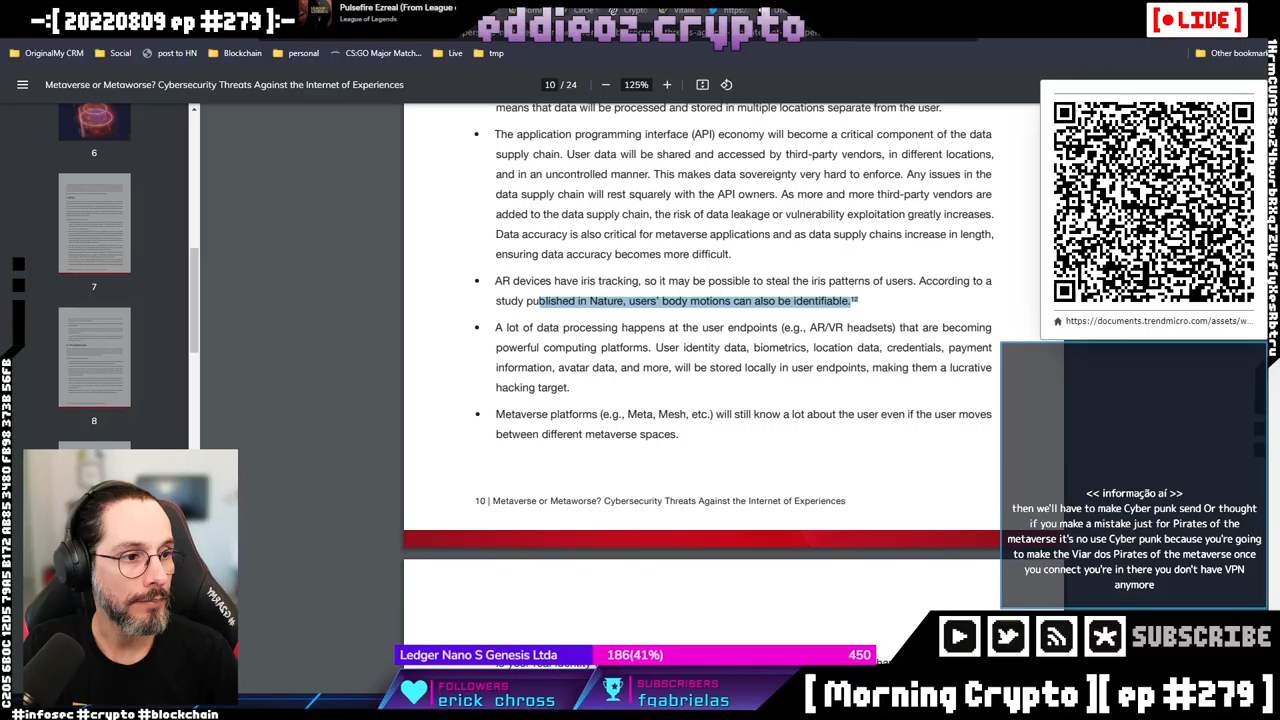 -:[ 20220809 ep #279 ]:-
Pulsefire Ezreal (From League o
League of Legends
eddieoz.crypto
[● LIVE ]
OriginalMy CRM
Social
post to HN
Blockchain
personal
CS:GO Major Match...
Live
tmp
Other bookmar
Metaverse or Metaworse? Cybersecurity Threats Against the Internet of Experiences
10 / 24
125%
6
7
8
means that data will be processed and stored in multiple locations separate from the user.
• The application programming interface (API) economy will become a critical component of the data
supply chain. User data will be shared and accessed by third-party vendors, in different locations,
and in an uncontrolled manner. This makes data sovereignty very hard to enforce. Any issues in the
data supply chain will rest squarely with the API owners. As more and more third-party vendors are
added to the data supply chain, the risk of data leakage or vulnerability exploitation greatly increases.
Data accuracy is also critical for metaverse applications and as data supply chains increase in length,
ensuring data accuracy becomes more difficult.
• AR devices have iris tracking, so it may be possible to steal the iris patterns of users. According to a
study published in Nature, users' body motions can also be identifiable.12
• A lot of data processing happens at the user endpoints (e.g., AR/VR headsets) that are becoming
powerful computing platforms. User identity data, biometrics, location data, credentials, payment
information, avatar data, and more, will be stored locally in user endpoints, making them a lucrative
hacking target.
• Metaverse platforms (e.g., Meta, Mesh, etc.) will still know a lot about the user even if the user moves
between different metaverse spaces.
10 | Metaverse or Metaworse? Cybersecurity Threats Against the Internet of Experiences
https://documents.trendmicro.com/assets/w...
<< informação aí >>
then we'll have to make Cyber punk send Or thought
if you make a mistake just for Pirates of the
metaverse it's no use Cyber punk because you're going
to make the Viar dos Pirates of the metaverse once
you connect you're in there you don't have VPN
anymore
SUBSCRIBE
Ledger Nano S Genesis Ltda
186(41%)
450
FOLLOWERS
erick_chross
SUBSCRIBERS
fgabrielas
[ Morning Crypto ][ ep #279 ]
#infosec #crypto #blockchain